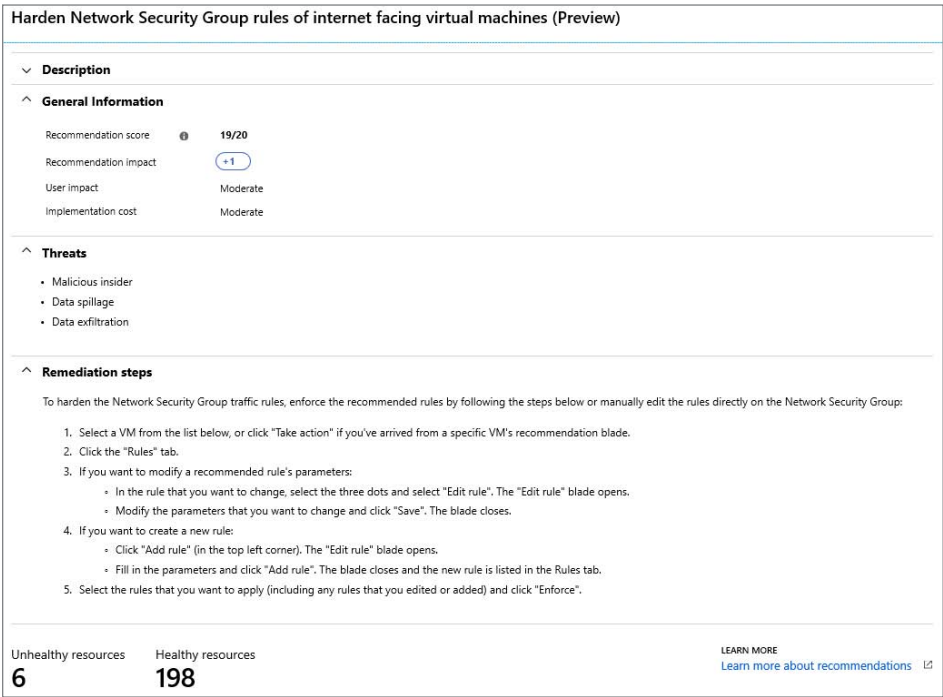 Harden Network Security Group rules of internet facing virtual machines (Preview)
Description
General Information
Recommendation score 19/20
Recommendation impact +1
User impact Moderate
Implementation cost Moderate
Threats
• Malicious insider
• Data spillage
• Data exfiltration
Remediation steps
To harden the Network Security Group traffic rules, enforce the recommended rules by following the steps below or manually edit the rules directly on the Network Security Group:
1. Select a VM from the list below, or click "Take action" if you've arrived from a specific VM's recommendation blade.
2. Click the "Rules" tab.
3. If you want to modify a recommended rule's parameters:
◦ In the rule that you want to change, select the three dots and select "Edit rule". The "Edit rule" blade opens.
◦ Modify the parameters that you want to change and click "Save". The blade closes.
4. If you want to create a new rule:
◦ Click "Add rule" (in the top left corner). The "Edit rule" blade opens.
◦ Fill in the parameters and click "Add rule". The blade closes and the new rule is listed in the Rules tab.
5. Select the rules that you want to apply (including any rules that you edited or added) and click "Enforce".
Unhealthy resources Healthy resources
6 198
LEARN MORE
Learn more about recommendations